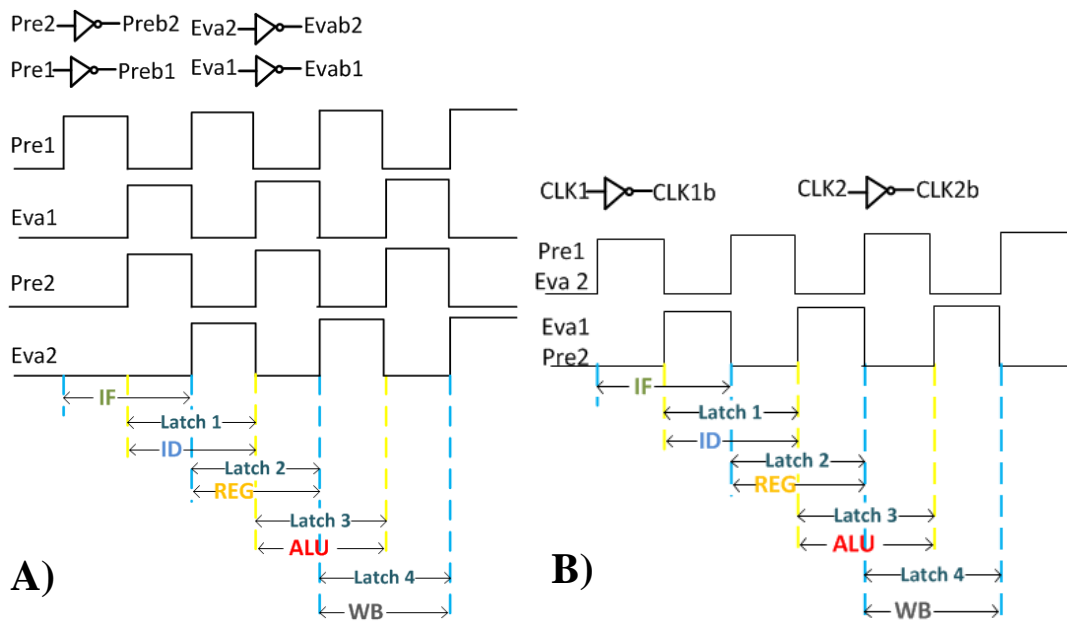 Pre2 Preb2 Eva2 Evab2
Pre1 Preb1 Eva1 Evab1
Pre1
Eva1
Pre2
Eva2
IF
Latch 1
ID
Latch 2
REG
Latch 3
ALU
Latch 4
WB
A)
CLK1 CLK1b CLK2 CLK2b
Pre1
Eva 2
Eva1
Pre2
IF
Latch 1
ID
Latch 2
REG
Latch 3
ALU
Latch 4
WB
B)